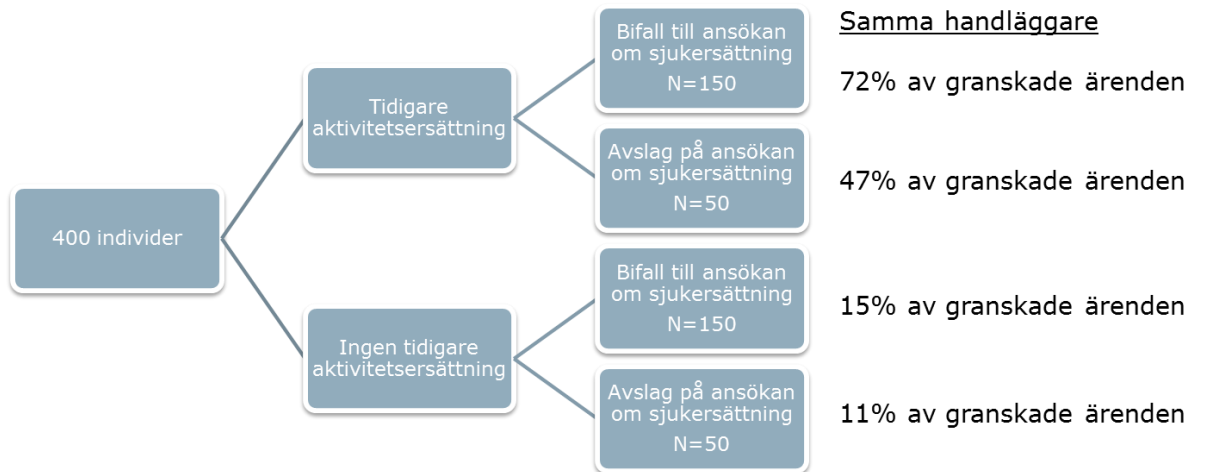 Samma handläggare
Bifall till ansökan
om sjukersättning
N=150
72% av granskade ärenden
Tidigare
aktivitetsersättning
Avslag på ansökan
om sjukersättning
N=50
47% av granskade ärenden
400 individer
Bifall till ansökan
om sjukersättning
N=150
15% av granskade ärenden
Ingen tidigare
aktivitetsersättning
Avslag på ansökan
om sjukersättning
N=50
11% av granskade ärenden